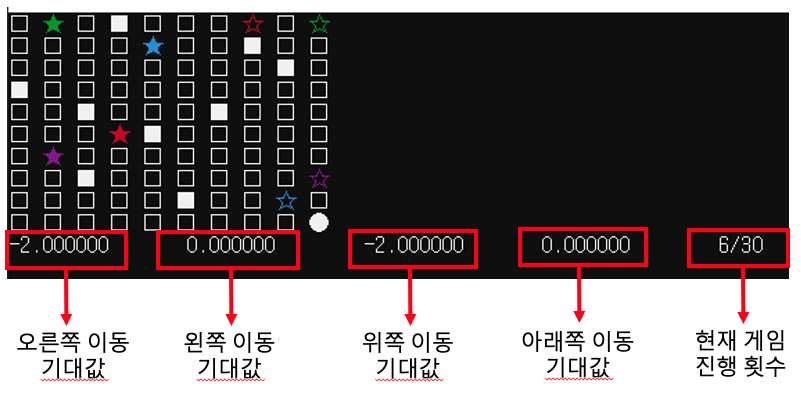 -2.000000 0.000000 -2.000000 0.000000 6/30
오른쪽 이동
기대값
왼쪽 이동
기대값
위쪽 이동
기대값
아래쪽 이동
기대값
현재 게임
진행 횟수